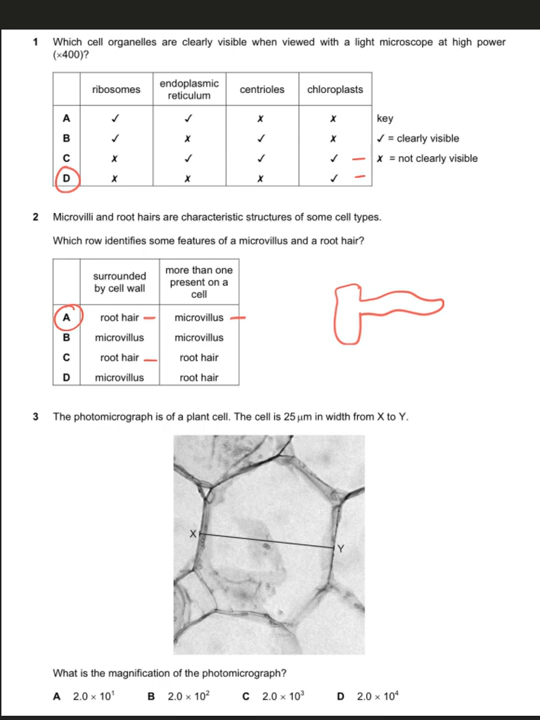 1 Which cell organelles are clearly visible when viewed with a light microscope at high power
(×400)?
ribosomes endoplasmic reticulum centrioles chloroplasts
A ✓ ✓ ✗ ✗ key
B ✓ ✗ ✓ ✗ ✓ = clearly visible
C ✗ ✓ ✓ ✓ ✗ = not clearly visible
D ✗ ✗ ✗ ✓
2 Microvilli and root hairs are characteristic structures of some cell types.
Which row identifies some features of a microvillus and a root hair?
surrounded by cell wall more than one present on a cell
A root hair microvillus
B microvillus microvillus
C root hair root hair
D microvillus root hair
3 The photomicrograph is of a plant cell. The cell is 25 μm in width from X to Y.
X
Y
What is the magnification of the photomicrograph?
A 2.0 × 10¹ B 2.0 × 10² C 2.0 × 10³ D 2.0 × 10⁴